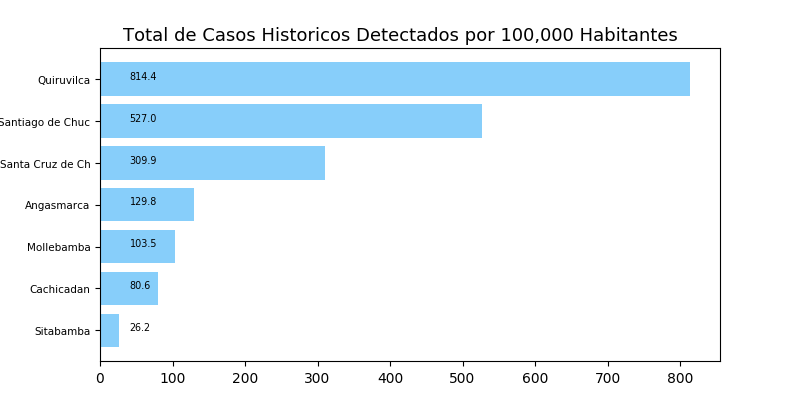 Total de Casos Historicos Detectados por 100,000 Habitantes
Quiruvilca 814.4
Santiago de Chuc 527.0
Santa Cruz de Ch 309.9
Angasmarca 129.8
Mollebamba 103.5
Cachicadan 80.6
Sitabamba 26.2
0 100 200 300 400 500 600 700 800